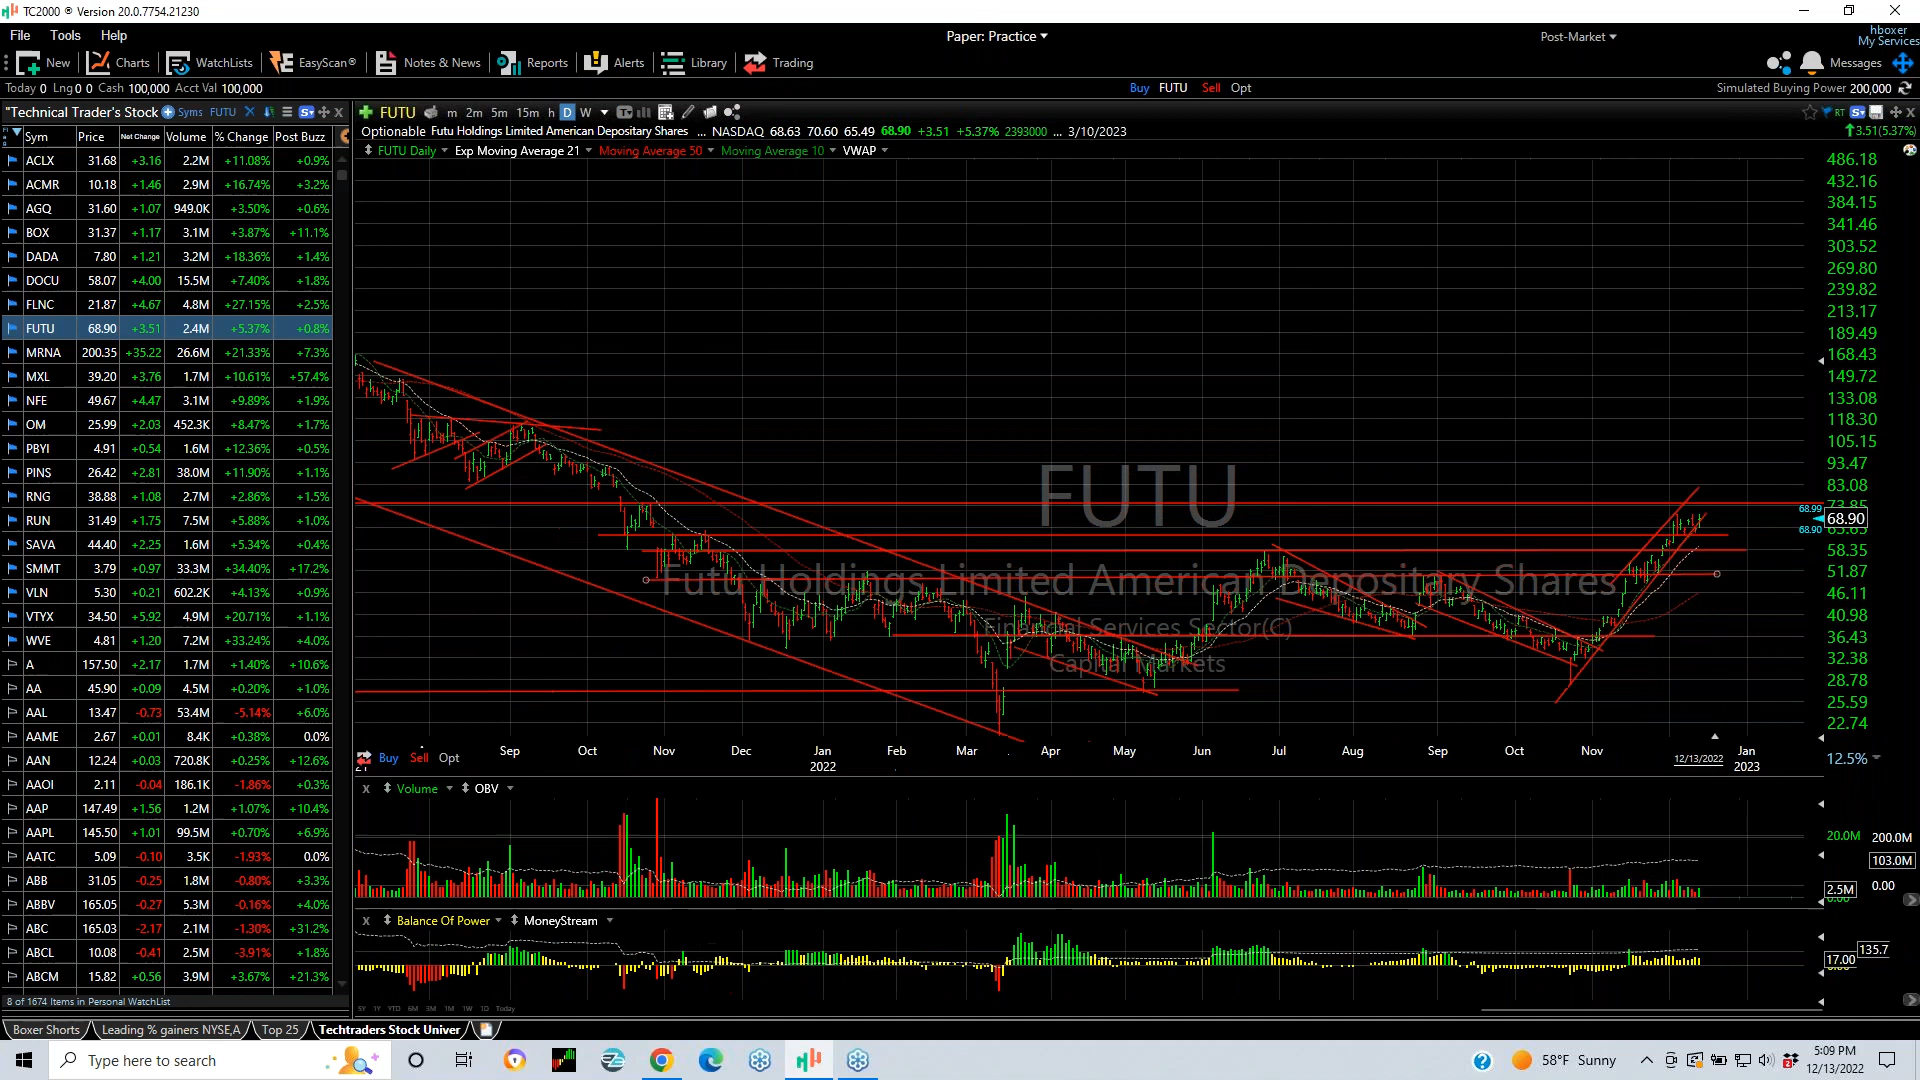 TC2000 ® Version 20.0.7754.21230
File Tools Help Paper: Practice Post-Market hboxer
My Services
New Charts WatchLists EasyScan® Notes & News Reports Alerts Library Trading Messages
Today 0 Lng 0 0 Cash 100,000 Acct Val 100,000 Buy FUTU Sell Opt Simulated Buying Power 200,000
"Technical Trader's Stock Syms FUTU FUTU m 2m 5m 15m h D W RT
Optionable Futu Holdings Limited American Depositary Shares ... NASDAQ 68.63 70.60 65.49 68.90 +3.51 +5.37% 2393000 ... 3/10/2023 3.51(5.37%)
FUTU Daily Exp Moving Average 21 Moving Average 50 Moving Average 10 VWAP
Sym Price Net Change Volume % Change Post Buzz
ACLX 31.68 +3.16 2.2M +11.08% +0.9%
ACMR 10.18 +1.46 2.9M +16.74% +3.2%
AGQ 31.60 +1.07 949.0K +3.50% +0.6%
BOX 31.37 +1.17 3.1M +3.87% +11.1%
DADA 7.80 +1.21 3.2M +18.36% +1.4%
DOCU 58.07 +4.00 15.5M +7.40% +1.8%
FLNC 21.87 +4.67 4.8M +27.15% +2.5%
FUTU 68.90 +3.51 2.4M +5.37% +0.8%
MRNA 200.35 +35.22 26.6M +21.33% +7.3%
MXL 39.20 +3.76 1.7M +10.61% +57.4%
NFE 49.67 +4.47 3.1M +9.89% +1.9%
OM 25.99 +2.03 452.3K +8.47% +1.7%
PBYI 4.91 +0.54 1.6M +12.36% +0.5%
PINS 26.42 +2.81 38.0M +11.90% +1.1%
RNG 38.88 +1.08 2.7M +2.86% +1.5%
RUN 31.49 +1.75 7.5M +5.88% +1.0%
SAVA 44.40 +2.25 1.6M +5.34% +0.4%
SMMT 3.79 +0.97 33.3M +34.40% +17.2%
VLN 5.30 +0.21 602.2K +4.13% +0.9%
VTYX 34.50 +5.92 4.9M +20.71% +1.1%
WVE 4.81 +1.20 7.2M +33.24% +4.0%
A 157.50 +2.17 1.7M +1.40% +10.6%
AA 45.90 +0.09 4.5M +0.20% +1.0%
AAL 13.47 -0.73 53.4M -5.14% +6.0%
AAME 2.67 +0.01 8.4K +0.38% 0.0%
AAN 12.24 +0.03 720.8K +0.25% +12.6%
AAOI 2.11 -0.04 186.1K -1.86% +0.3%
AAP 147.49 +1.56 1.2M +1.07% +10.4%
AAPL 145.50 +1.01 99.5M +0.70% +6.9%
AATC 5.09 -0.10 3.5K -1.93% 0.0%
ABB 31.05 -0.25 1.8M -0.80% +3.3%
ABBV 165.05 -0.27 5.3M -0.16% +4.0%
ABC 165.03 -2.17 2.1M -1.30% +31.2%
ABCL 10.08 -0.41 2.5M -3.91% +1.8%
ABCM 15.82 +0.56 3.9M +3.67% +21.3%
8 of 1674 Items in Personal WatchList
486.18
432.16
384.15
341.46
303.52
269.80
239.82
213.17
189.49
168.43
149.72
133.08
118.30
105.15
93.47
83.08
73.85
68.99
68.90
68.90
65.65
58.35
51.87
46.11
40.98
36.43
32.38
28.78
25.59
22.74
FUTU
Futu Holdings Limited American Depository Shares
Financial Services Sector(C)
Capital Markets
Sep Oct Nov Dec Jan Feb Mar Apr May Jun Jul Aug Sep Oct Nov Jan
2022 12/13/2022 2023
Buy Sell Opt 12.5%
21
x Volume OBV
20.0M 200.0M
103.0M
2.5M 0.00
0.00
x Balance Of Power MoneyStream
135.7
17.00
5Y 1Y YTD 6M 3M 1M 1W 1D Today
Boxer Shorts Leading % gainers NYSE,A Top 25 Techtraders Stock Univer
Type here to search 58°F Sunny 5:09 PM
12/13/2022